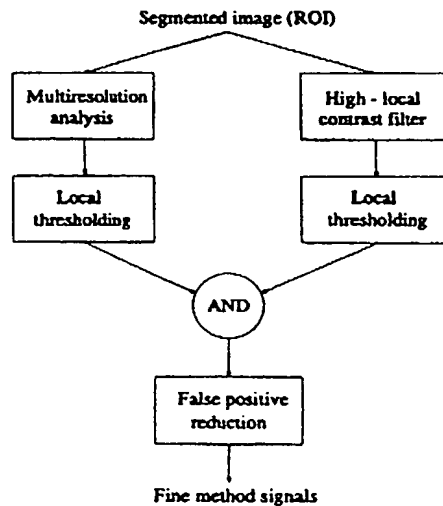 Segmented image (ROI)
Multiresolution
analysis
High - local
contrast filter
Local
thresholding
Local
thresholding
AND
False positive
reduction
Fine method signals